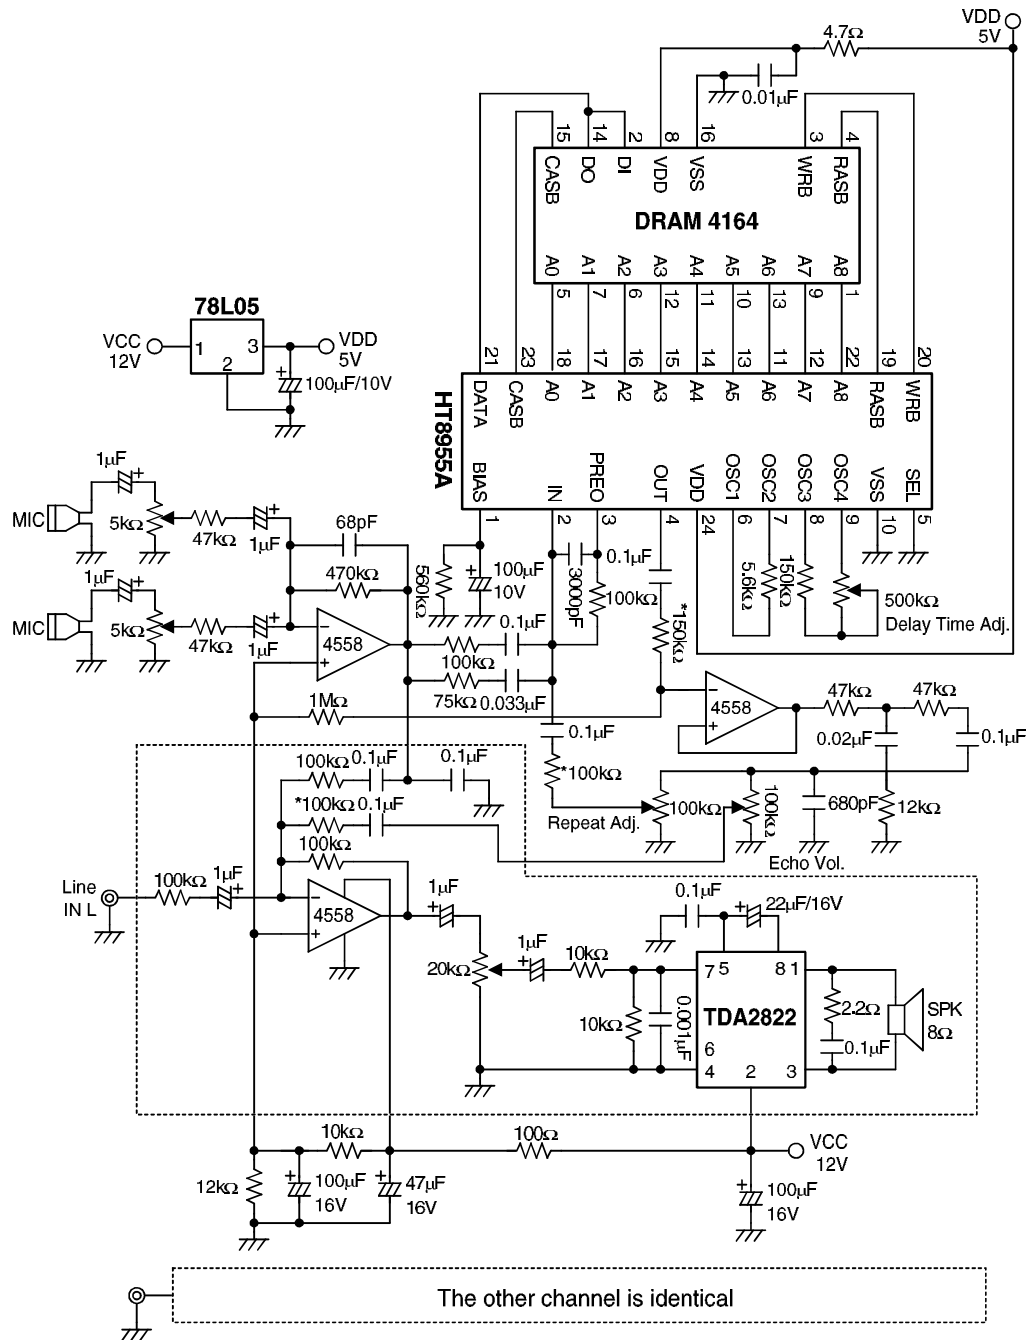 VDD
5V
4.7Ω
0.01µF
15 14 2 8 16 3 4
CASB DO DI VDD VSS WRB RASB
DRAM 4164
A0 A1 A2 A3 A4 A5 A6 A7 A8
5 7 6 12 11 10 13 9 1
78L05
VCC
12V
1 2 3
VDD
5V
100µF/10V
21 23 18 17 16 15 14 13 11 12 22 19 20
DATA CASB A0 A1 A2 A3 A4 A5 A6 A7 A8 RASB WRB
HT8955A
BIAS IN PREO OUT VDD OSC1 OSC2 OSC3 OSC4 VSS SEL
1 2 3 4 24 6 7 8 9 10 5
1µF
MIC
5kΩ
47kΩ
1µF
68pF
470kΩ
560kΩ
100µF
10V
3000pF
0.1µF
100kΩ
*150kΩ
5.6kΩ
150kΩ
500kΩ
Delay Time Adj.
1µF
MIC
5kΩ
47kΩ
1µF
4558
0.1µF
100kΩ
75kΩ
0.033µF
1MΩ
4558
47kΩ
47kΩ
0.02µF
0.1µF
0.1µF
*100kΩ
100kΩ
0.1µF
0.1µF
*100kΩ
0.1µF
100kΩ
Repeat Adj.
100kΩ
100kΩ
680pF
12kΩ
Echo Vol.
Line
IN L
100kΩ
1µF
4558
1µF
20kΩ
1µF
10kΩ
10kΩ
0.001µF
0.1µF
22µF/16V
7 5 8 1
TDA2822
6
4 2 3
2.2Ω
0.1µF
SPK
8Ω
10kΩ
100Ω
VCC
12V
12kΩ
100µF
16V
47µF
16V
100µF
16V
The other channel is identical